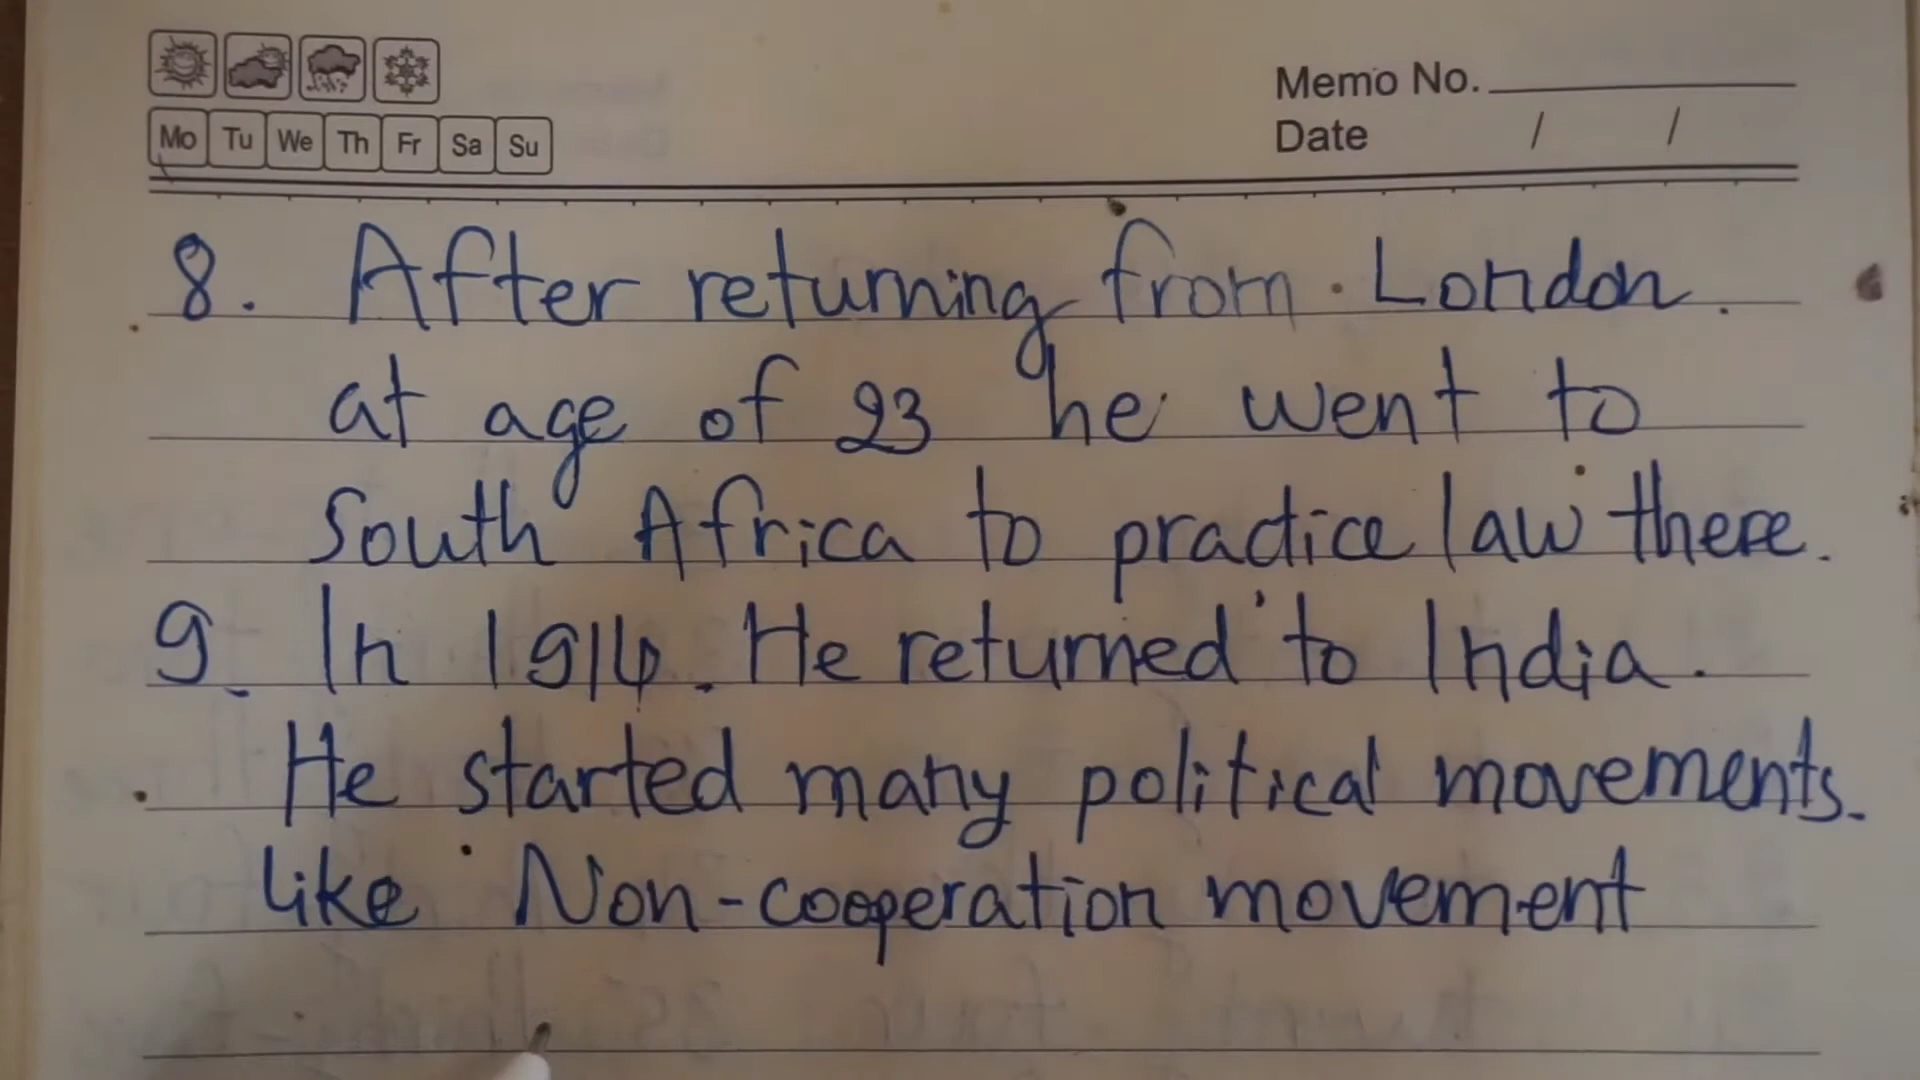 Memo No.
Mo Tu We Th Fr Sa Su
Date / /
8. After returning from London.
at age of 23 he went to
South Africa to practice law there.
9. In 1914. He returned to India.
He started many political movements.
like Non-cooperation movement